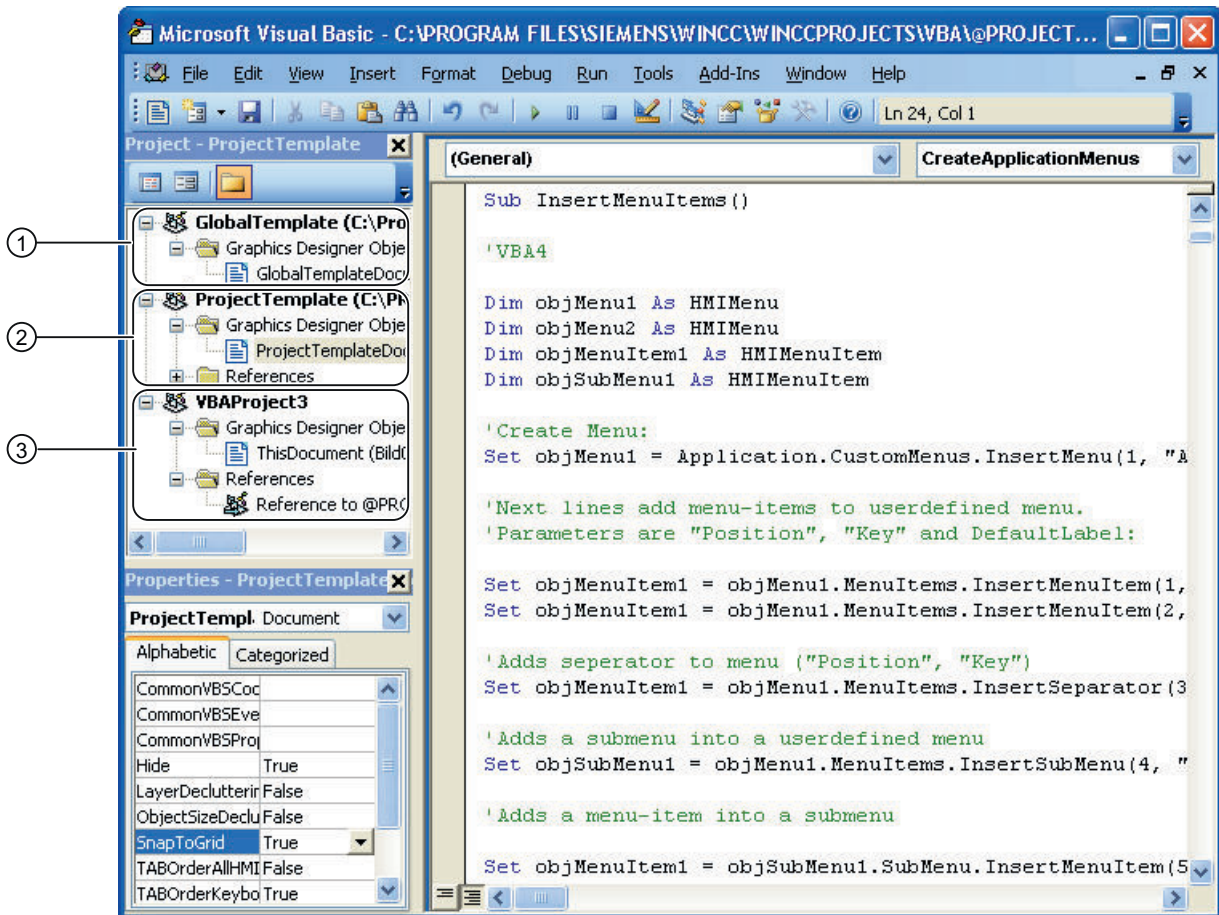 Microsoft Visual Basic - C:\PROGRAM FILES\SIEMENS\WINCC\WINCCPROJECTS\VBA\@PROJECT...
File Edit View Insert Format Debug Run Tools Add-Ins Window Help
Ln 24, Col 1
Project - ProjectTemplate
(General) CreateApplicationMenus
1
GlobalTemplate (C:\Pro
Graphics Designer Obje
GlobalTemplateDoc
2
ProjectTemplate (C:\PR
Graphics Designer Obje
ProjectTemplateDo
References
3
VBAProject3
Graphics Designer Obje
ThisDocument (Bild
References
Reference to @PRO
Properties - ProjectTemplate
ProjectTempl. Document
Alphabetic Categorized
CommonVBSCoc
CommonVBSEve
CommonVBSProp
Hide True
LayerDeclutterin False
ObjectSizeDeclu False
SnapToGrid True
TABOrderAllHMI False
TABOrderKeybo True
Sub InsertMenuItems()
'VBA4
Dim objMenu1 As HMIMenu
Dim objMenu2 As HMIMenu
Dim objMenuItem1 As HMIMenuItem
Dim objSubMenu1 As HMIMenuItem
'Create Menu:
Set objMenu1 = Application.CustomMenus.InsertMenu(1, "A
'Next lines add menu-items to userdefined menu.
'Parameters are "Position", "Key" and DefaultLabel:
Set objMenuItem1 = objMenu1.MenuItems.InsertMenuItem(1,
Set objMenuItem1 = objMenu1.MenuItems.InsertMenuItem(2,
'Adds seperator to menu ("Position", "Key")
Set objMenuItem1 = objMenu1.MenuItems.InsertSeparator(3
'Adds a submenu into a userdefined menu
Set objSubMenu1 = objMenu1.MenuItems.InsertSubMenu(4, "
'Adds a menu-item into a submenu
Set objMenuItem1 = objSubMenu1.SubMenu.InsertMenuItem(5